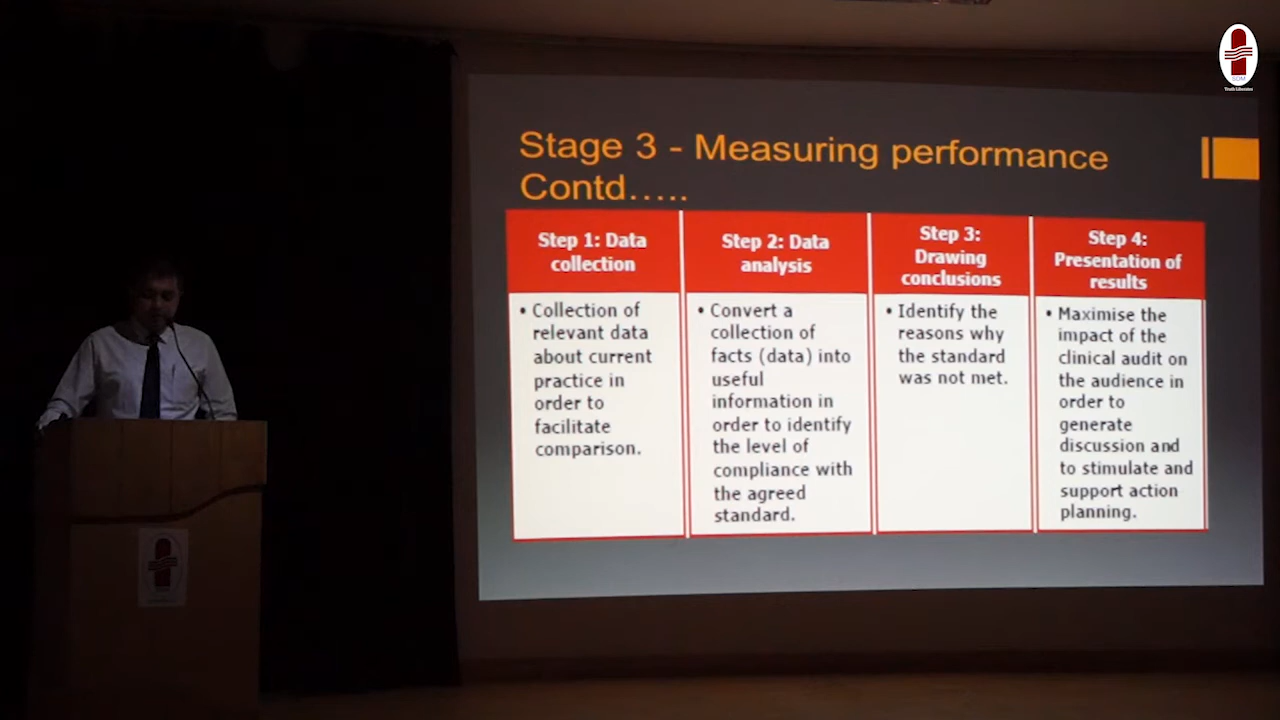 SDM
Truth Liberates
Stage 3 - Measuring performance
Contd.....
Step 1: Data
collection
• Collection of
relevant data
about current
practice in
order to
facilitate
comparison.
Step 2: Data
analysis
• Convert a
collection of
facts (data) into
useful
information in
order to identify
the level of
compliance with
the agreed
standard.
Step 3:
Drawing
conclusions
• Identify the
reasons why
the standard
was not met.
Step 4:
Presentation of
results
• Maximise the
impact of the
clinical audit on
the audience in
order to
generate
discussion and
to stimulate and
support action
planning.